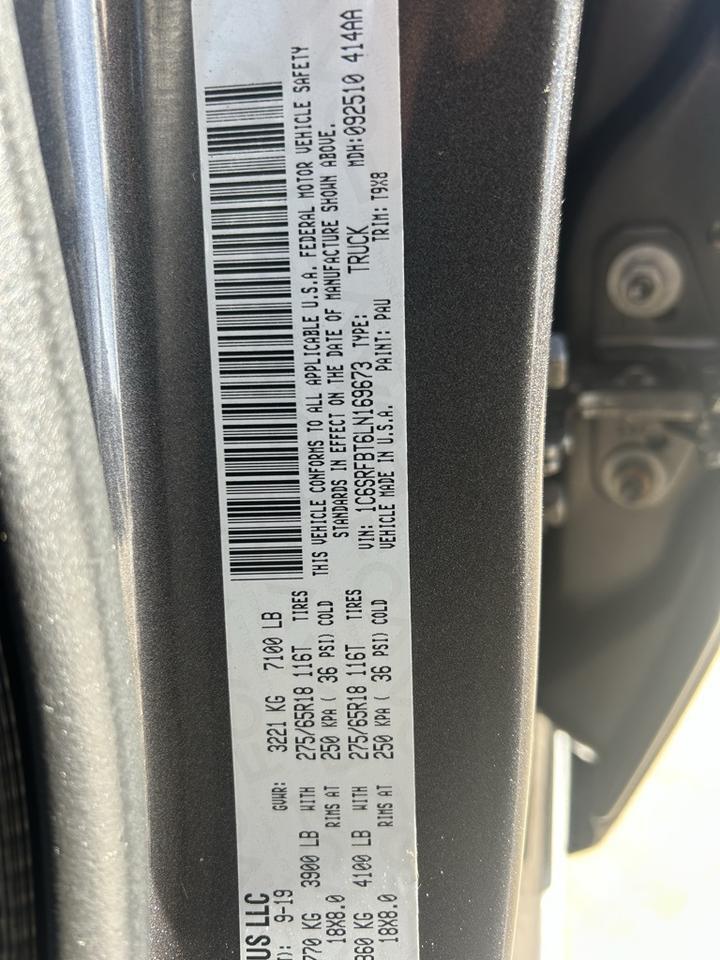 US LLC
T): 9-19 GVWR: 3221 KG 7100 LB
770 KG 3900 LB WITH 275/65R18 116T TIRES
18X8.0 RIMS AT 250 KPA ( 36 PSI) COLD
860 KG 4100 LB WITH 275/65R18 116T TIRES
18X8.0 RIMS AT 250 KPA ( 36 PSI) COLD
THIS VEHICLE CONFORMS TO ALL APPLICABLE U.S.A. FEDERAL MOTOR VEHICLE SAFETY
STANDARDS IN EFFECT ON THE DATE OF MANUFACTURE SHOWN ABOVE.
VIN: 1C6SRFBT6LN169673 TYPE: TRUCK MDH:092510 414AA
VEHICLE MADE IN U.S.A. PAINT: PAU TRIM: T9X8